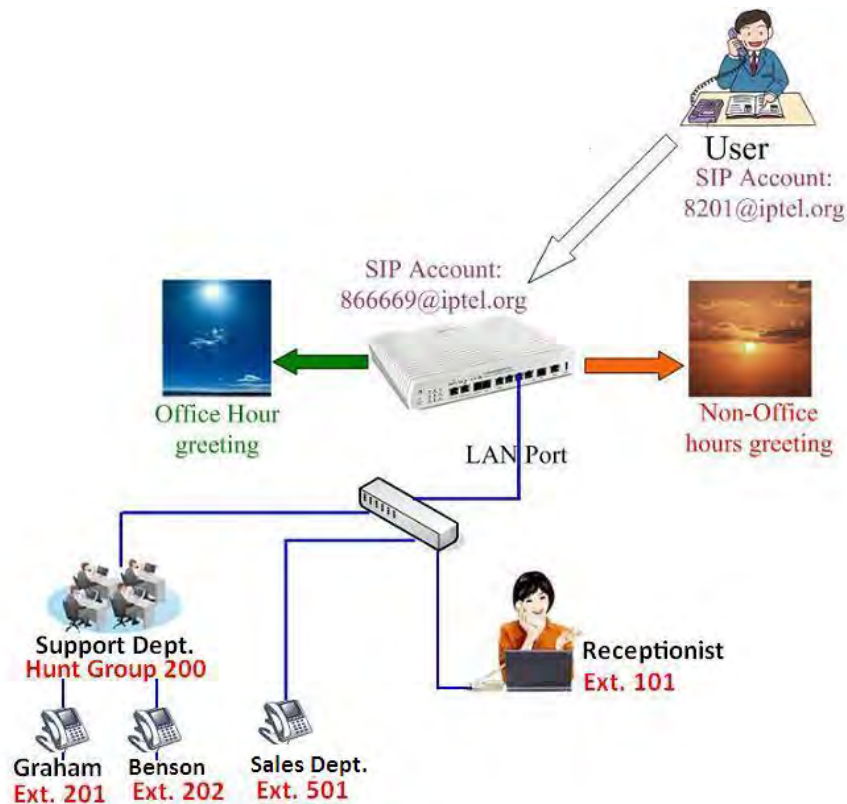 User
SIP Account:
8201@iptel.org
SIP Account:
866669@iptel.org
Office Hour
greeting
Non-Office
hours greeting
LAN Port
Support Dept.
Hunt Group 200
Receptionist
Ext. 101
Graham
Ext. 201
Benson
Ext. 202
Sales Dept.
Ext. 501